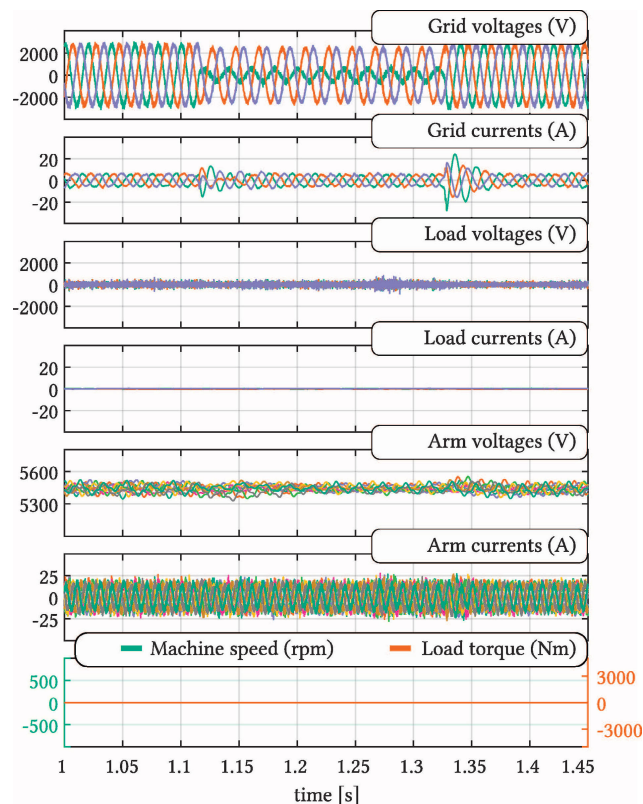 Grid voltages (V)
2000
0
-2000
Grid currents (A)
20
0
-20
Load voltages (V)
2000
0
-2000
Load currents (A)
20
0
-20
Arm voltages (V)
5600
5300
Arm currents (A)
25
0
-25
Machine speed (rpm) Load torque (Nm)
500 3000
0 0
-500 -3000
1 1.05 1.1 1.15 1.2 1.25 1.3 1.35 1.4 1.45
time [s]